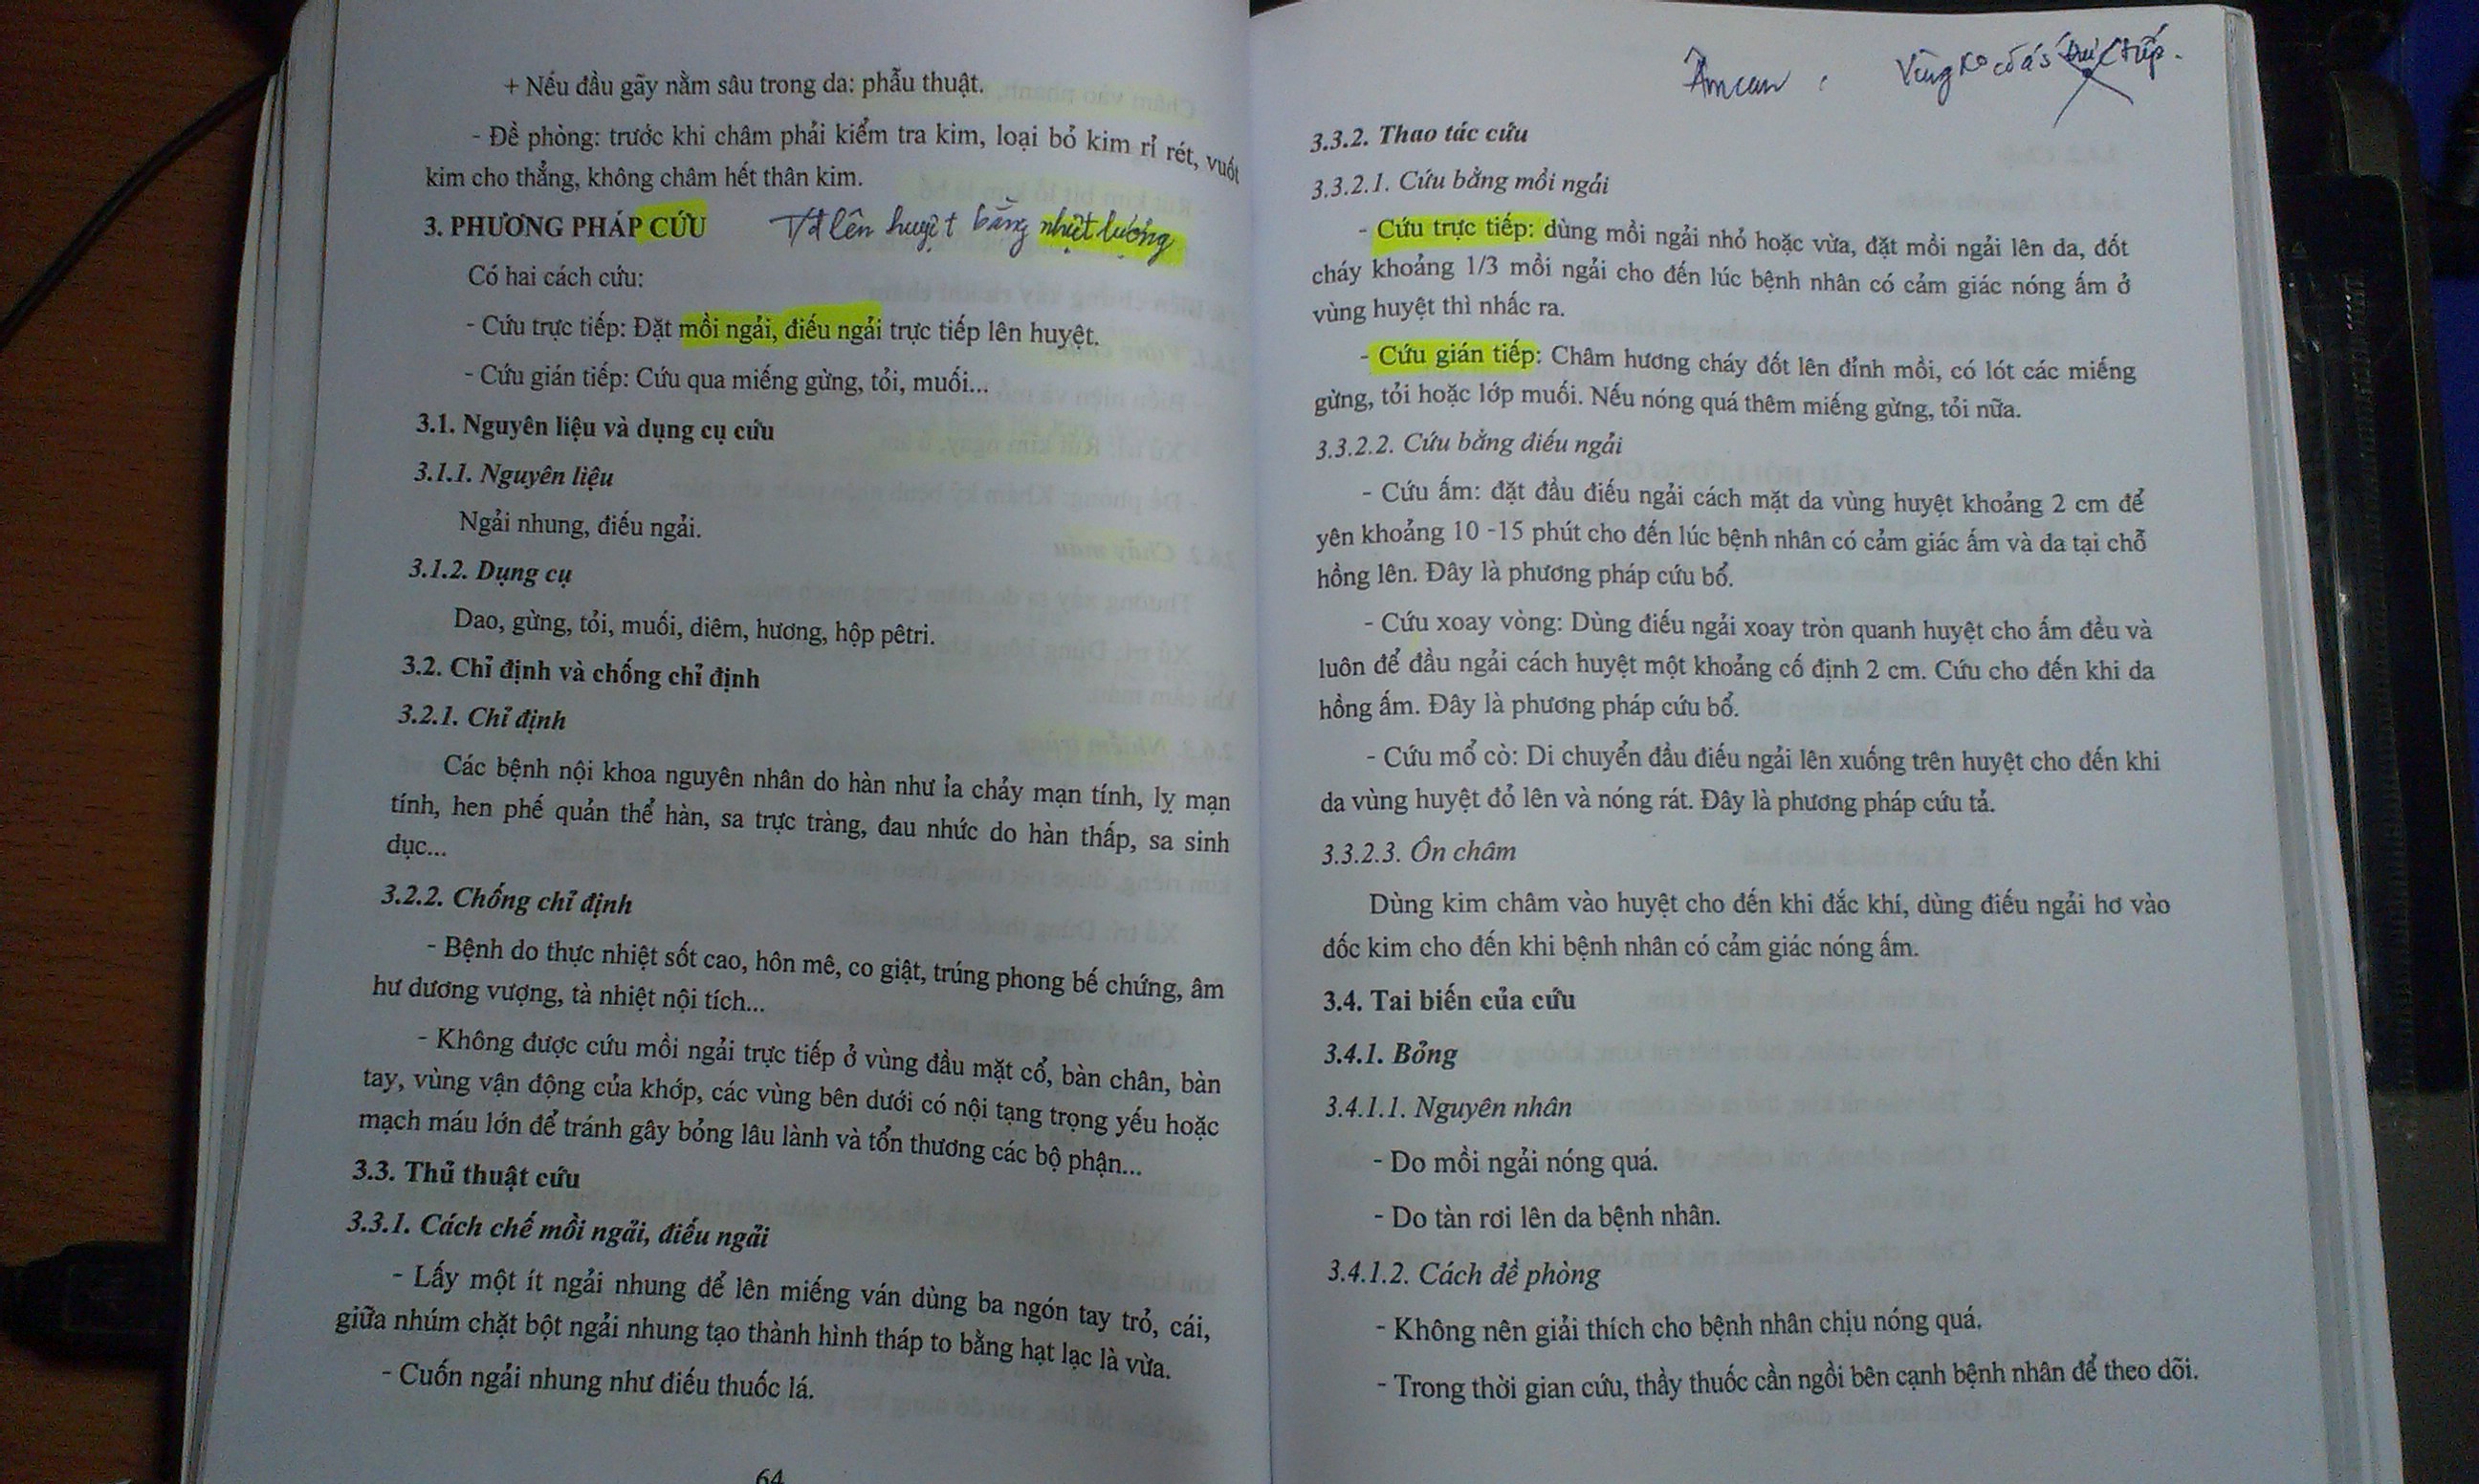 + Nếu đầu gãy nằm sâu trong da: phẫu thuật.
- Đề phòng: trước khi châm phải kiểm tra kim, loại bỏ kim rỉ rét, vuốt
kim cho thẳng, không châm hết thân kim.
3. PHƯƠNG PHÁP CỨU T/đ lên huyệt bằng nhiệt lượng
Có hai cách cứu:
- Cứu trực tiếp: Đặt mồi ngải, điếu ngải trực tiếp lên huyệt.
- Cứu gián tiếp: Cứu qua miếng gừng, tỏi, muối...
3.1. Nguyên liệu và dụng cụ cứu
3.1.1. Nguyên liệu
Ngải nhung, điếu ngải.
3.1.2. Dụng cụ
Dao, gừng, tỏi, muối, diêm, hương, hộp pêtri.
3.2. Chỉ định và chống chỉ định
3.2.1. Chỉ định
Các bệnh nội khoa nguyên nhân do hàn như ỉa chảy mạn tính, lỵ mạn
tính, hen phế quản thể hàn, sa trực tràng, đau nhức do hàn thấp, sa sinh
dục...
3.2.2. Chống chỉ định
- Bệnh do thực nhiệt sốt cao, hôn mê, co giật, trúng phong bế chứng, âm
hư dương vượng, tà nhiệt nội tích...
- Không được cứu mồi ngải trực tiếp ở vùng đầu mặt cổ, bàn chân, bàn
tay, vùng vận động của khớp, các vùng bên dưới có nội tạng trọng yếu hoặc
mạch máu lớn để tránh gây bỏng lâu lành và tổn thương các bộ phận...
3.3. Thủ thuật cứu
3.3.1. Cách chế mồi ngải, điếu ngải
- Lấy một ít ngải nhung để lên miếng ván dùng ba ngón tay trỏ, cái,
giữa nhúm chặt bột ngải nhung tạo thành hình tháp to bằng hạt lạc là vừa.
- Cuốn ngải nhung như điếu thuốc lá.
64
Vùng ko có á s tiếp.
3.3.2. Thao tác cứu
3.3.2.1. Cứu bằng mồi ngải
- Cứu trực tiếp: dùng mồi ngải nhỏ hoặc vừa, đặt mồi ngải lên da, đốt
cháy khoảng 1/3 mồi ngải cho đến lúc bệnh nhân có cảm giác nóng ấm ở
vùng huyệt thì nhấc ra.
- Cứu gián tiếp: Châm hương cháy đốt lên đỉnh mồi, có lót các miếng
gừng, tỏi hoặc lớp muối. Nếu nóng quá thêm miếng gừng, tỏi nữa.
3.3.2.2. Cứu bằng điếu ngải
- Cứu ấm: đặt đầu điếu ngải cách mặt da vùng huyệt khoảng 2 cm để
yên khoảng 10 -15 phút cho đến lúc bệnh nhân có cảm giác ấm và da tại chỗ
hồng lên. Đây là phương pháp cứu bổ.
- Cứu xoay vòng: Dùng điếu ngải xoay tròn quanh huyệt cho ấm đều và
luôn để đầu ngải cách huyệt một khoảng cố định 2 cm. Cứu cho đến khi da
hồng ấm. Đây là phương pháp cứu bổ.
- Cứu mổ cò: Di chuyển đầu điếu ngải lên xuống trên huyệt cho đến khi
da vùng huyệt đỏ lên và nóng rát. Đây là phương pháp cứu tả.
3.3.2.3. Ôn châm
Dùng kim châm vào huyệt cho đến khi đắc khí, dùng điếu ngải hơ vào
đốc kim cho đến khi bệnh nhân có cảm giác nóng ấm.
3.4. Tai biến của cứu
3.4.1. Bỏng
3.4.1.1. Nguyên nhân
- Do mồi ngải nóng quá.
- Do tàn rơi lên da bệnh nhân.
3.4.1.2. Cách đề phòng
- Không nên giải thích cho bệnh nhân chịu nóng quá.
- Trong thời gian cứu, thầy thuốc cần ngồi bên cạnh bệnh nhân để theo dõi.